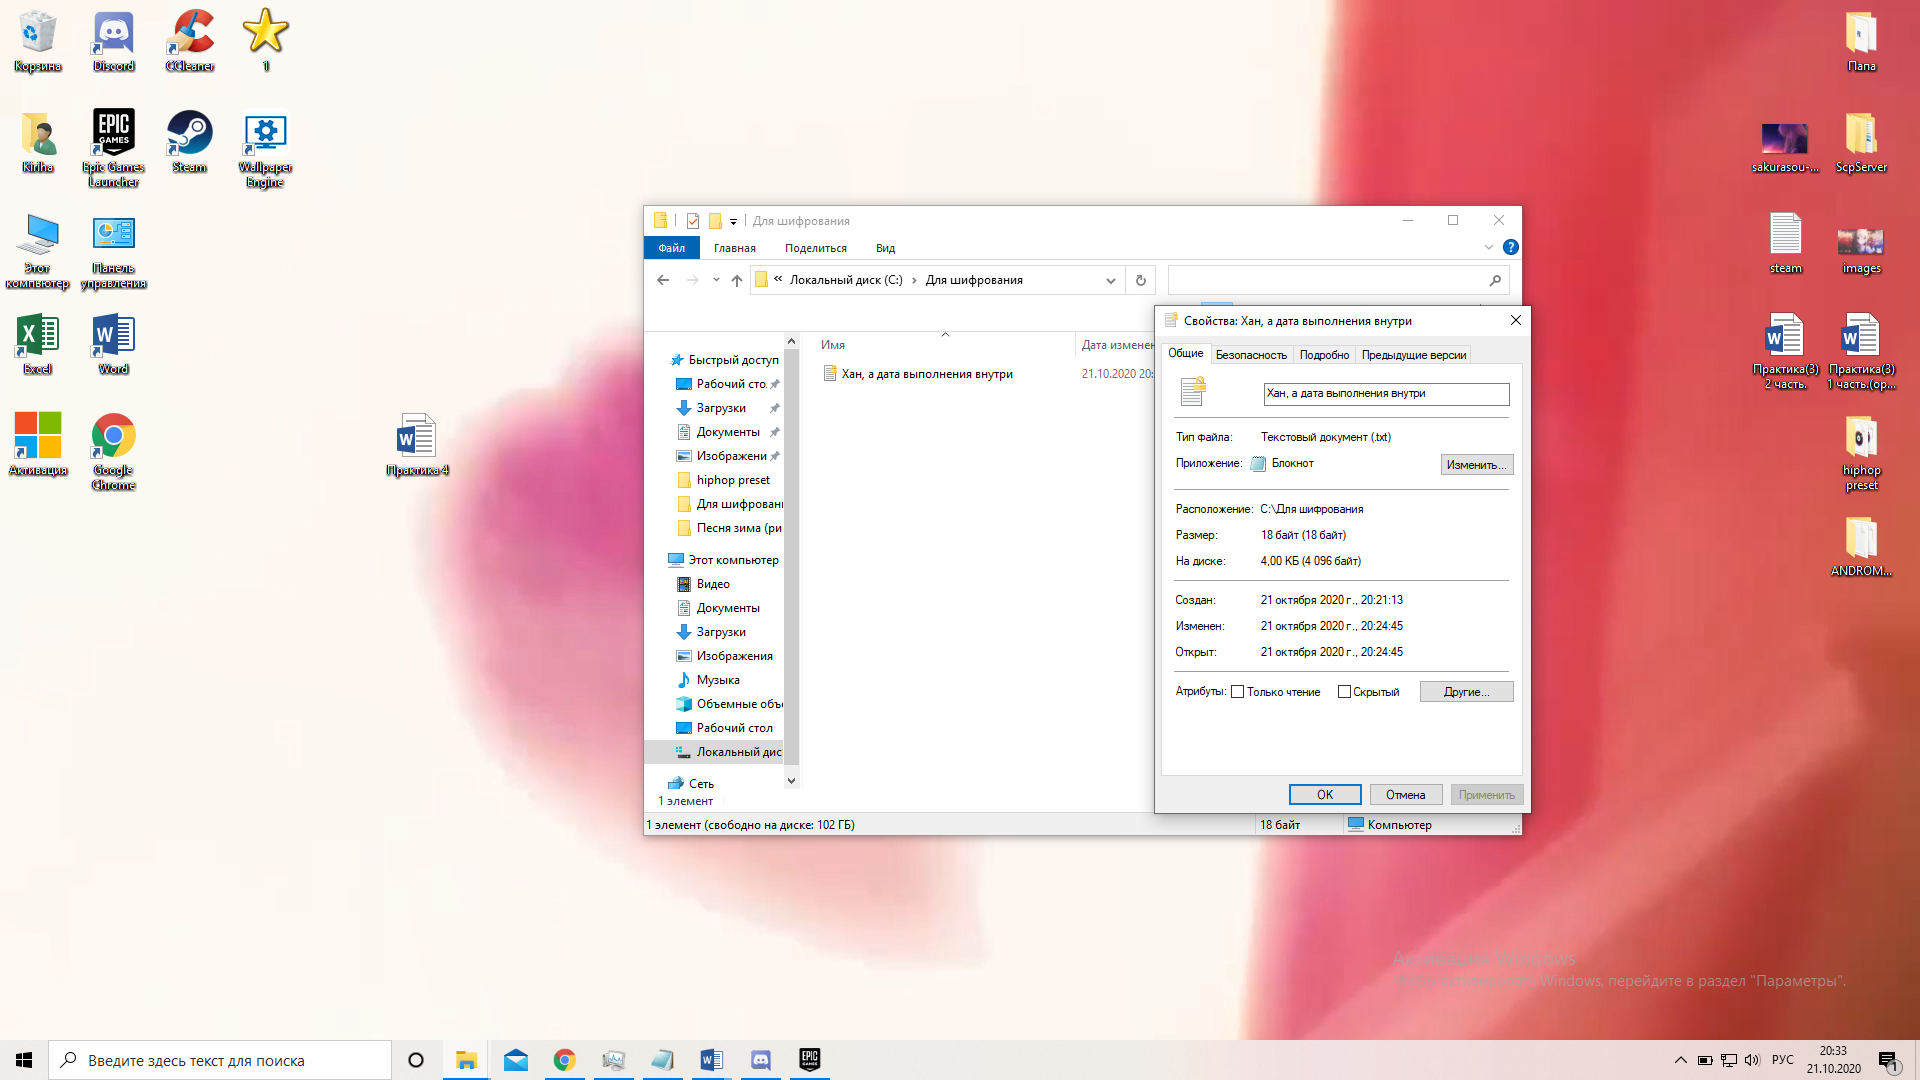 Корзина
Discord
CCleaner
1
Kiriha
Epic Games
Launcher
Steam
Wallpaper
Engine
Этот
компьютер
Панель
управления
Excel
Word
Активация
Google
Chrome
Практика 4
Папа
sakurasou-...
ScpServer
steam
images
Практика(3)
2 часть.
Практика(3)
1 часть.(ор...
hiphop
preset
ANDROM...
Для шифрования
Файл
Главная
Поделиться
Вид
« Локальный диск (C:) › Для шифрования
Имя
Дата изменен
Хан, а дата выполнения внутри
21.10.2020 20:
Быстрый доступ
Рабочий сто.
Загрузки
Документы
Изображени
hiphop preset
Для шифрован
Песня зима (ри
Этот компьютер
Видео
Документы
Загрузки
Изображения
Музыка
Объемные объ
Рабочий стол
Локальный дис
Сеть
1 элемент
1 элемент (свободно на диске: 102 ГБ)
18 байт
Компьютер
Свойства: Хан, а дата выполнения внутри
Общие
Безопасность
Подробно
Предыдущие версии
Хан, а дата выполнения внутри
Тип файла: Текстовый документ (.txt)
Приложение: Блокнот
Изменить...
Расположение: C:\Для шифрования
Размер: 18 байт (18 байт)
На диске: 4,00 КБ (4 096 байт)
Создан: 21 октября 2020 г., 20:21:13
Изменен: 21 октября 2020 г., 20:24:45
Открыт: 21 октября 2020 г., 20:24:45
Атрибуты: Только чтение Скрытый Другие...
OK
Отмена
Применить
Активация Windows
Windows, перейдите в раздел "Параметры".
Введите здесь текст для поиска
EPIC
GAMES
РУС
20:33
21.10.2020
1